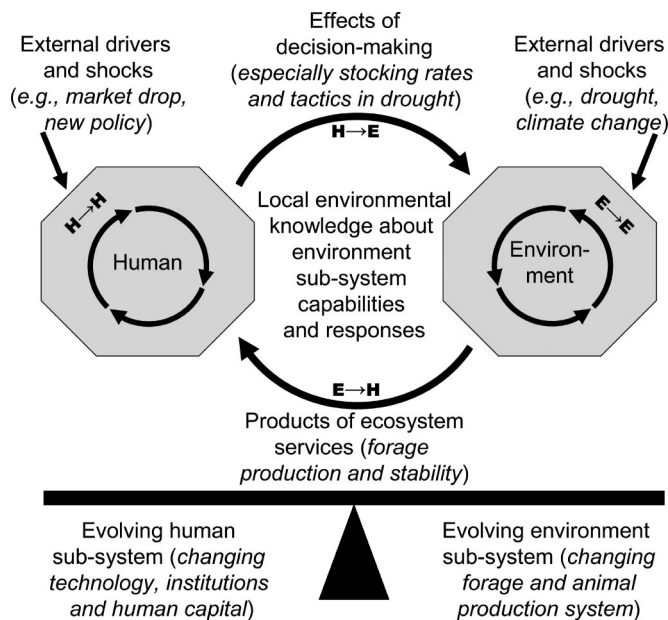 External drivers
and shocks
(e.g., market drop,
new policy)
Effects of
decision-making
(especially stocking rates
and tactics in drought)
H→E
External drivers
and shocks
(e.g., drought,
climate change)
H→H
Human
Local environmental
knowledge about
environment
sub-system
capabilities
and responses
E→E
Environ-
ment
E→H
Products of ecosystem
services (forage
production and stability)
Evolving human
sub-system (changing
technology, institutions
and human capital)
Evolving environment
sub-system (changing
forage and animal
production system)